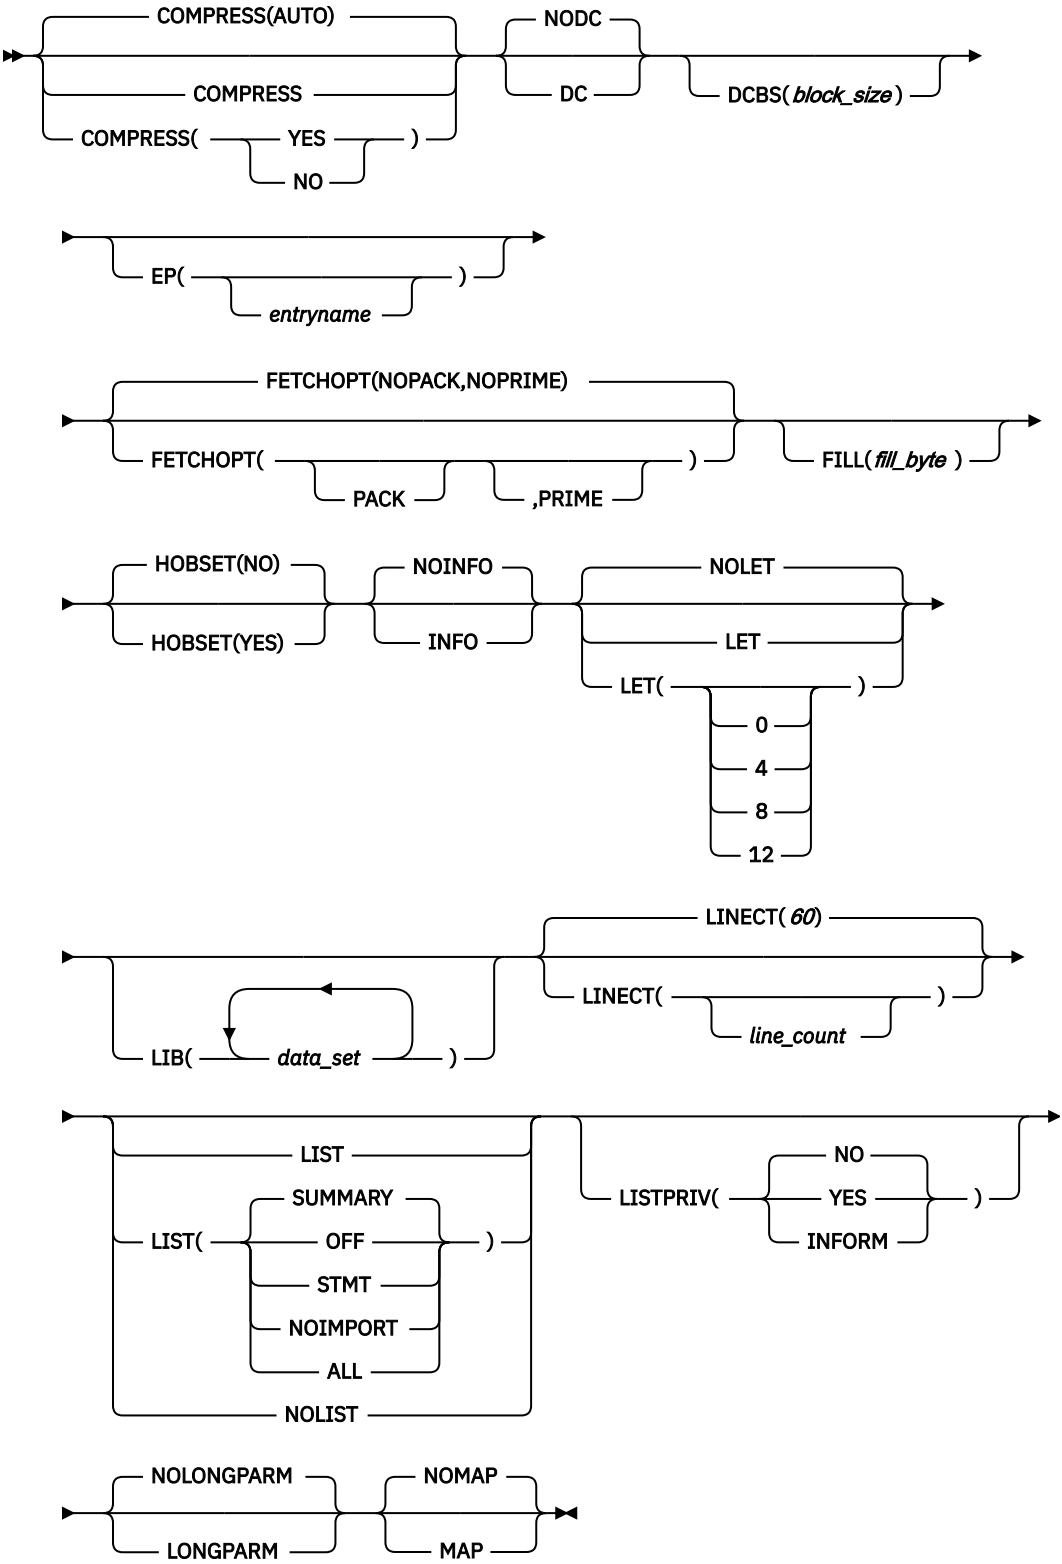 COMPRESS(AUTO) NODC
COMPRESS DC DCBS(block_size)
COMPRESS( YES )
NO
EP( )
entryname
FETCHOPT(NOPACK,NOPRIME)
FETCHOPT( ) FILL(fill_byte )
PACK ,PRIME
HOBSET(NO) NOINFO NOLET
HOBSET(YES) INFO LET
LET( )
0
4
8
12
LINECT( 60)
LINECT( )
line_count
LIB( data_set )
LIST NO
SUMMARY LISTPRIV( YES )
LIST( OFF ) INFORM
STMT
NOIMPORT
ALL
NOLIST
NOLONGPARM NOMAP
LONGPARM MAP